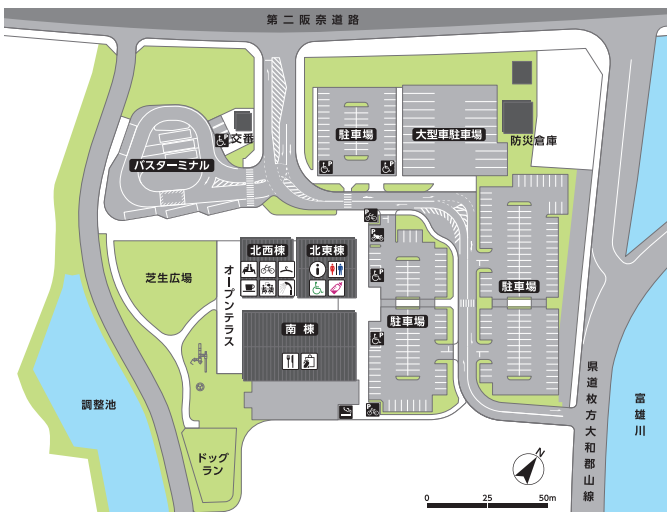 第二阪奈道路
交番
バスターミナル
駐車場
大型車駐車場
防災倉庫
P
P
P
北西棟
北東棟
芝生広場
オープンテラス
南棟
P
P
駐車場
駐車場
調整池
ドッグ
ラン
県道枚方大和郡山線
富雄川
N
0 25 50m